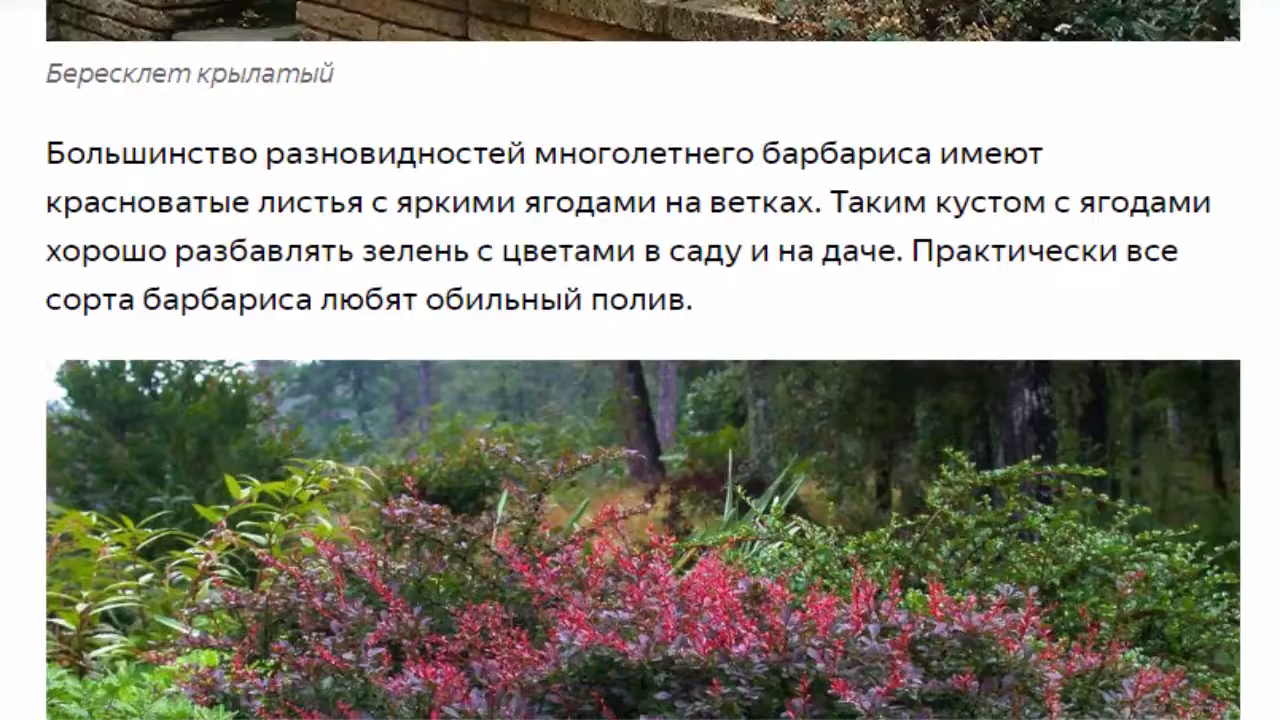 Бересклет крылатый
Большинство разновидностей многолетнего барбариса имеют
красноватые листья с яркими ягодами на ветках. Таким кустом с ягодами
хорошо разбавлять зелень с цветами в саду и на даче. Практически все
сорта барбариса любят обильный полив.